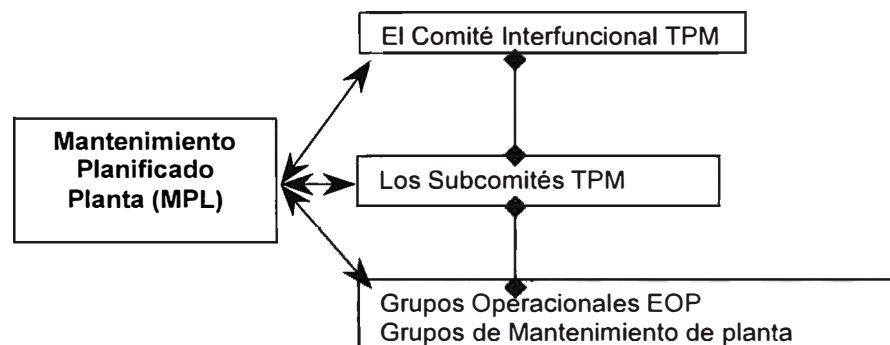 El Comité Interfuncional TPM
Mantenimiento
Planificado
Planta (MPL)
Los Subcomités TPM
Grupos Operacionales EOP
Grupos de Mantenimiento de planta